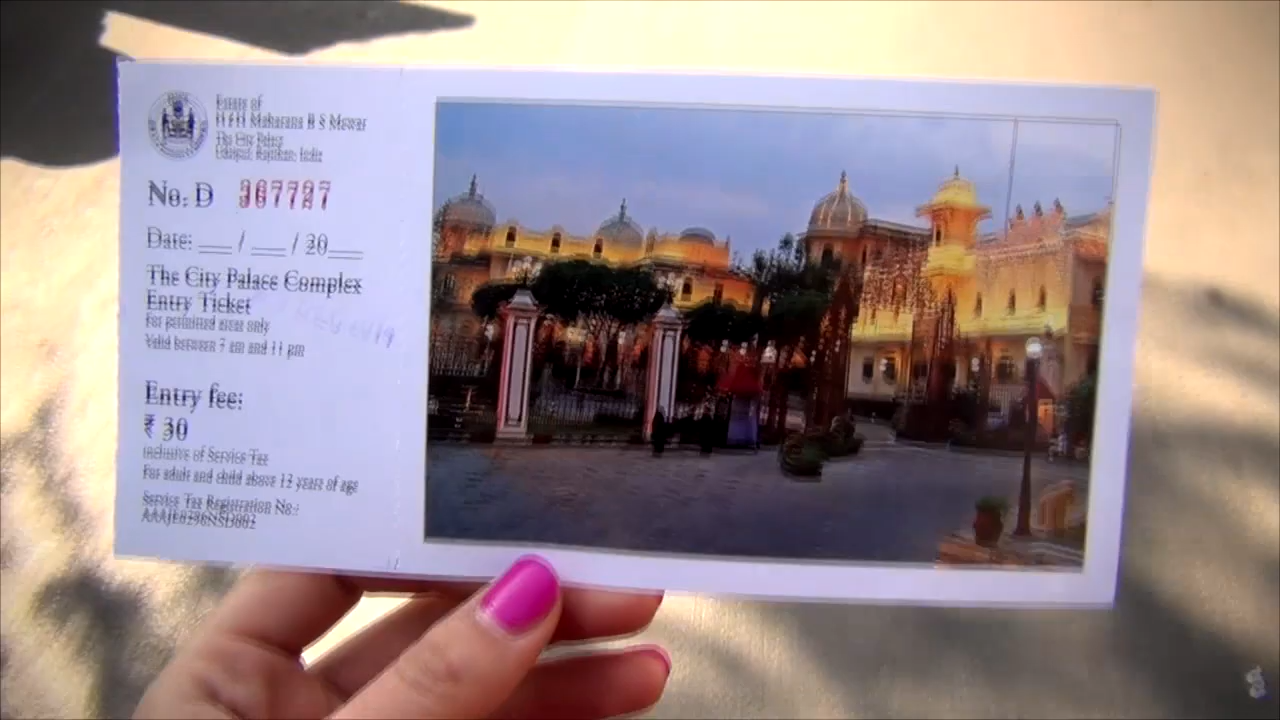 Estate of
H H Maharana B S Mewar
The City Palace
Udaipur, Rajasthan, India
No. D 367727
Date: ___ / ___ / 20___
The City Palace Complex
Entry Ticket
For permitted areas only
Valid between 7 am and 11 pm
Entry fee:
₹ 30
inclusive of Service Tax
For adults and child above 12 years of age
Service Tax Registration No.: